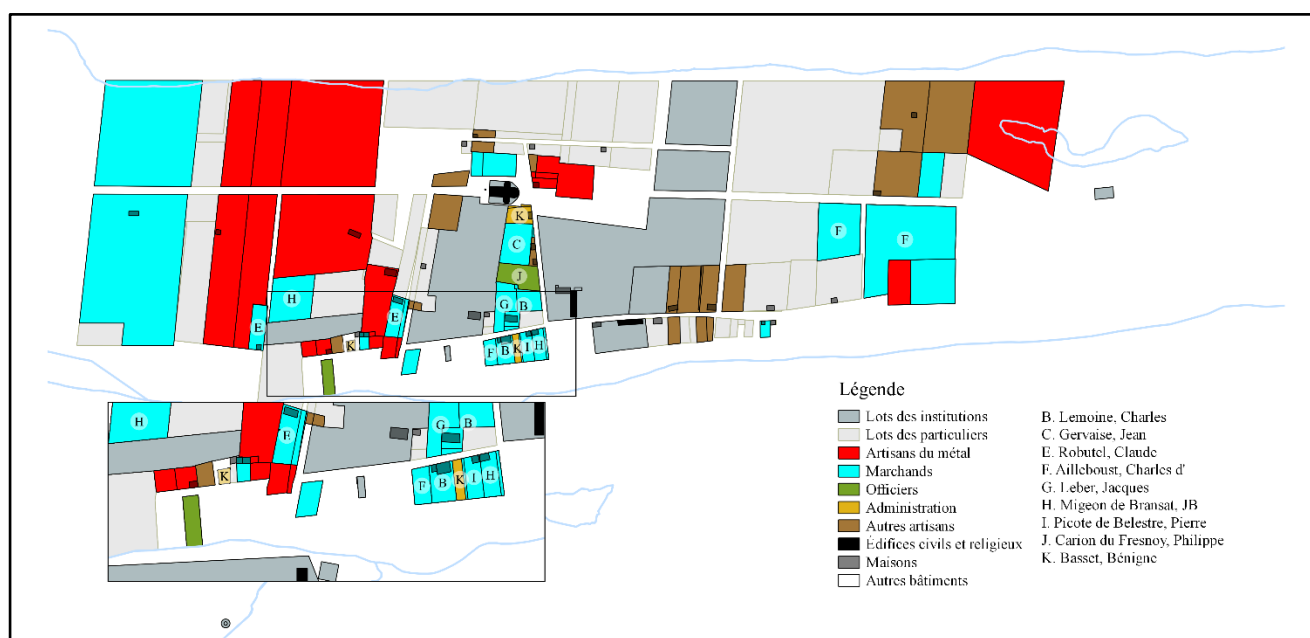 K
C
J
G
B
F
B
K
I
H
H
E
E
K
F
F
H
E
K
G
B
F
B
K
I
H
Légende
Lots des institutions
Lots des particuliers
Artisans du métal
Marchands
Officiers
Administration
Autres artisans
Édifices civils et religieux
Maisons
Autres bâtiments
B. Lemoine, Charles
C. Gervaise, Jean
E. Robutel, Claude
F. Ailleboust, Charles d'
G. Leber, Jacques
H. Migeon de Bransat, JB
I. Picote de Belestre, Pierre
J. Carion du Fresnoy, Philippe
K. Basset, Bénigne